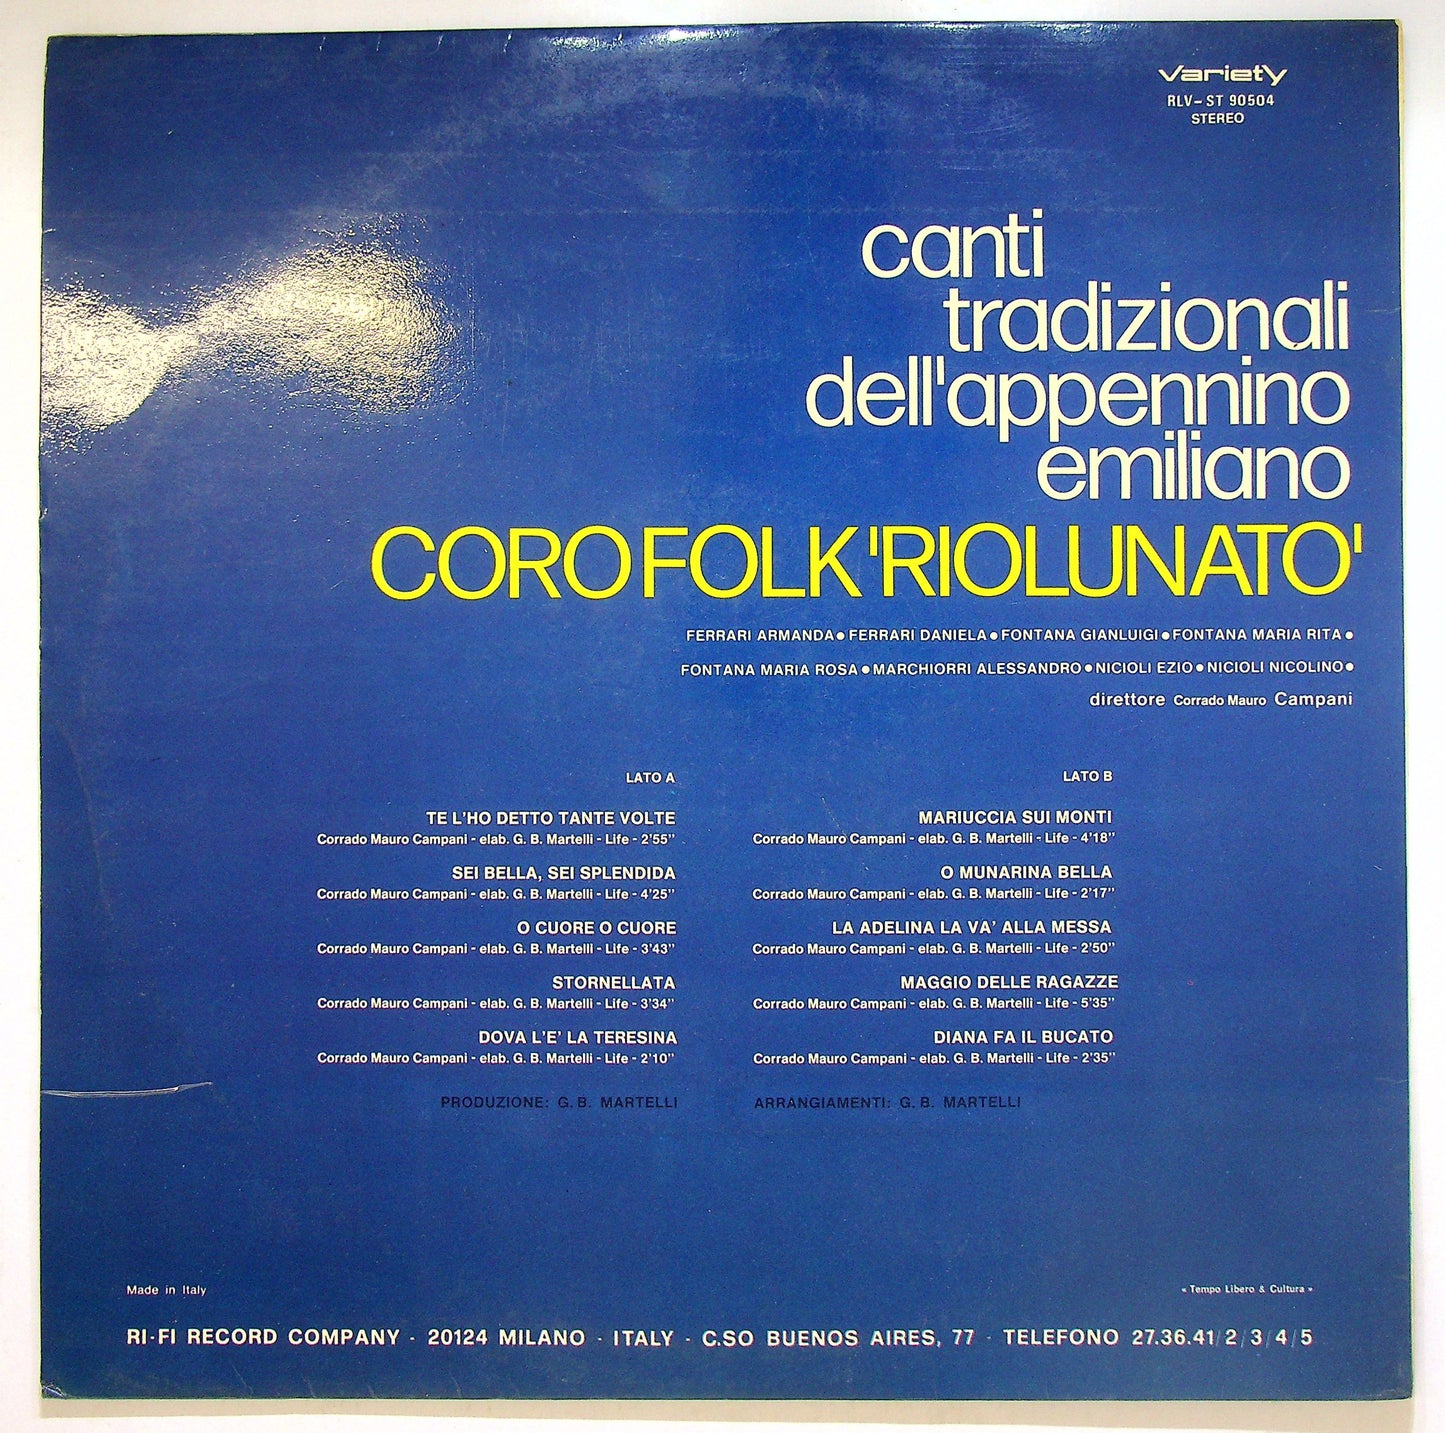 varietY
RLV-ST 90504
STEREO
canti
tradizionali
dell'appennino
emiliano
CORO FOLK 'RIOLUNATO'
FERRARI ARMANDA ● FERRARI DANIELA ● FONTANA GIANLUIGI ● FONTANA MARIA RITA ●
FONTANA MARIA ROSA ● MARCHIORRI ALESSANDRO ● NICIOLI EZIO ● NICIOLI NICOLINO ●
direttore Corrado Mauro Campani
LATO A
TE L'HO DETTO TANTE VOLTE
Corrado Mauro Campani - elab. G. B. Martelli - Life - 2'55''
SEI BELLA, SEI SPLENDIDA
Corrado Mauro Campani - elab. G. B. Martelli - Life - 4'25''
O CUORE O CUORE
Corrado Mauro Campani - elab. G. B. Martelli - Life - 3'43''
STORNELLATA
Corrado Mauro Campani - elab. G. B. Martelli - Life - 3'34''
DOVA L'E' LA TERESINA
Corrado Mauro Campani - elab. G. B. Martelli - Life - 2'10''
PRODUZIONE: G. B. MARTELLI
LATO B
MARIUCCIA SUI MONTI
Corrado Mauro Campani - elab. G. B. Martelli - Life - 4'18''
O MUNARINA BELLA
Corrado Mauro Campani - elab. G. B. Martelli - Life - 2'17''
LA ADELINA LA VA' ALLA MESSA
Corrado Mauro Campani - elab. G. B. Martelli - Life - 2'50''
MAGGIO DELLE RAGAZZE
Corrado Mauro Campani - elab. G. B. Martelli - Life - 5'35''
DIANA FA IL BUCATO
Corrado Mauro Campani - elab. G. B. Martelli - Life - 2'35''
ARRANGIAMENTI: G. B. MARTELLI
Made in Italy
« Tempo Libero & Cultura »
RI-FI RECORD COMPANY - 20124 MILANO - ITALY - C.SO BUENOS AIRES, 77 - TELEFONO 27.36.41/2/3/4/5